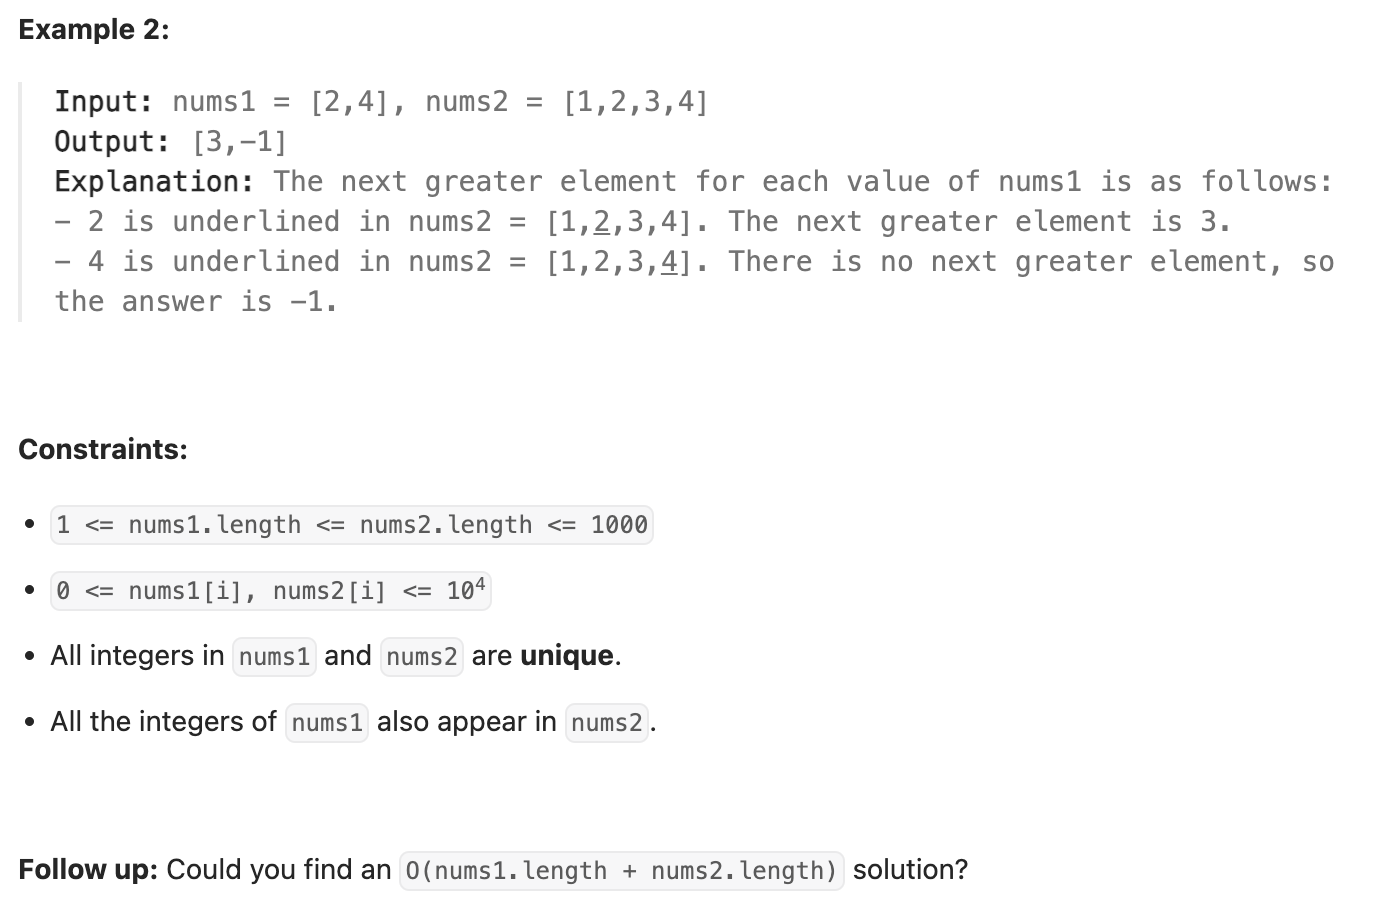 Example 2:
Input: nums1 = [2,4], nums2 = [1,2,3,4]
Output: [3,-1]
Explanation: The next greater element for each value of nums1 is as follows:
- 2 is underlined in nums2 = [1,2,3,4]. The next greater element is 3.
- 4 is underlined in nums2 = [1,2,3,4]. There is no next greater element, so
the answer is -1.
Constraints:
• 1 <= nums1.length <= nums2.length <= 1000
• 0 <= nums1[i], nums2[i] <= 10⁴
• All integers in nums1 and nums2 are unique.
• All the integers of nums1 also appear in nums2.
Follow up: Could you find an O(nums1.length + nums2.length) solution?